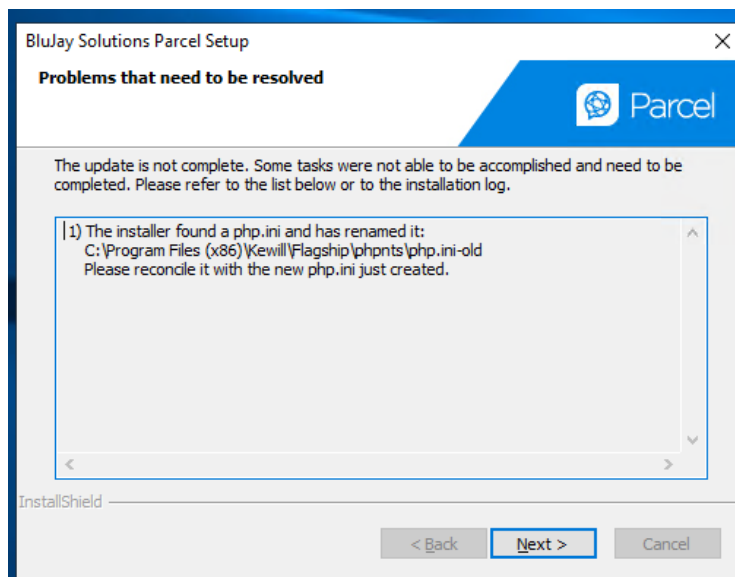 BluJay Solutions Parcel Setup
Problems that need to be resolved
Parcel
The update is not complete. Some tasks were not able to be accomplished and need to be
completed. Please refer to the list below or to the installation log.
1) The installer found a php.ini and has renamed it:
C:\Program Files (x86)\Kewill\Flagship\phpnts\php.ini-old
Please reconcile it with the new php.ini just created.
InstallShield
< Back
Next >
Cancel